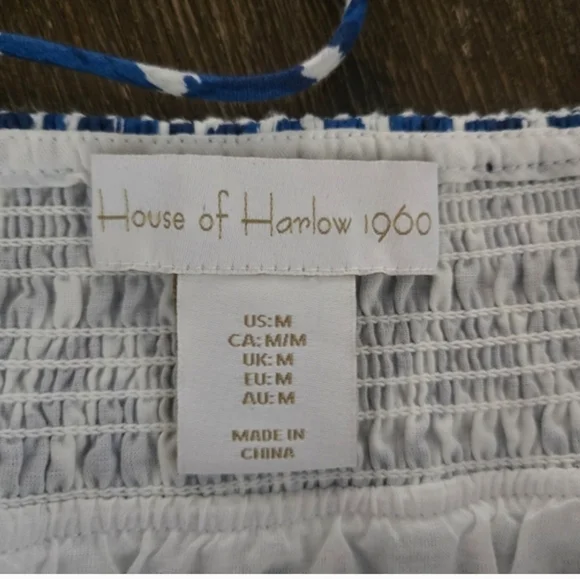 House of Harlow 1960
US:M
CA: M/M
UK: M
EU: M
AU: M
MADE IN
CHINA